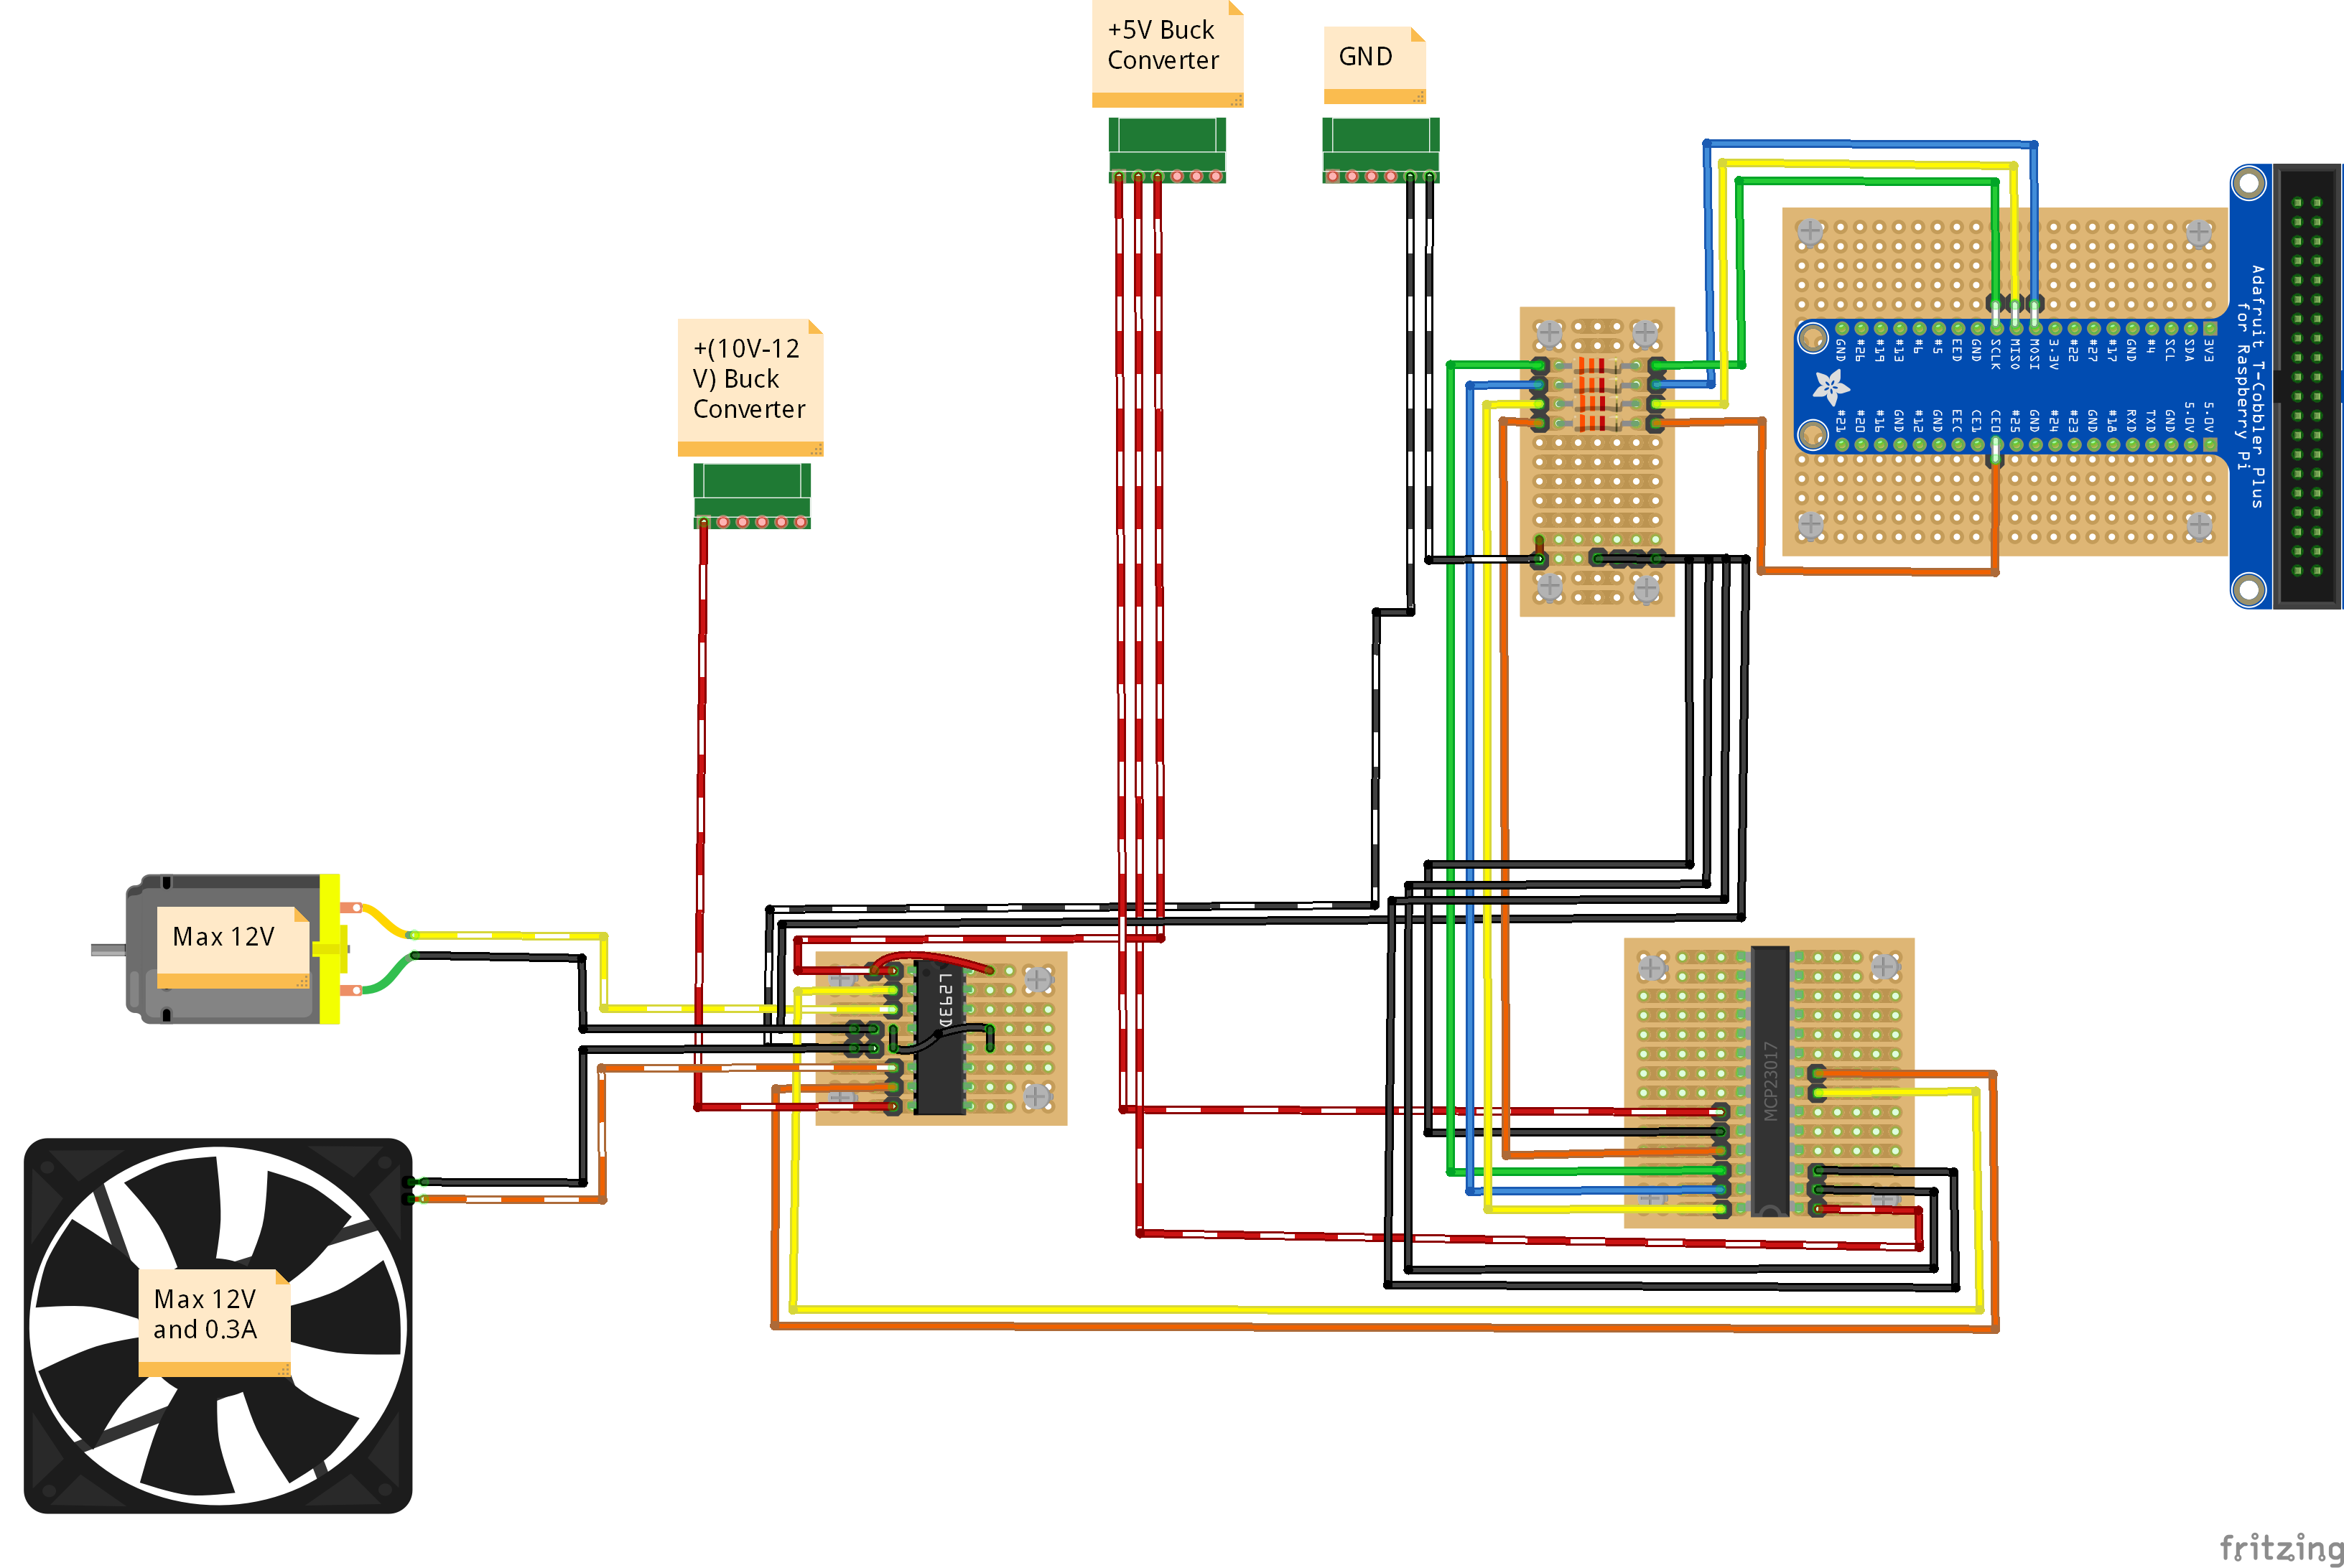 +5V Buck
Converter
GND
+(10V-12
V) Buck
Converter
Max 12V
Max 12V
and 0.3A
L293D
MCP23017
GND #26 #19 #13 #6 #5 EED GND SCLK MISO MOSI 3.3V #22 #27 #17 GND #4 SCL SDA 3V3
#21 #20 #16 GND #12 GND EEC CE1 CE0 #25 GND #24 #23 GND #18 RXD TXD GND 5.0V 5.0V
Adafruit T-Cobbler Plus
for Raspberry Pi
fritzing